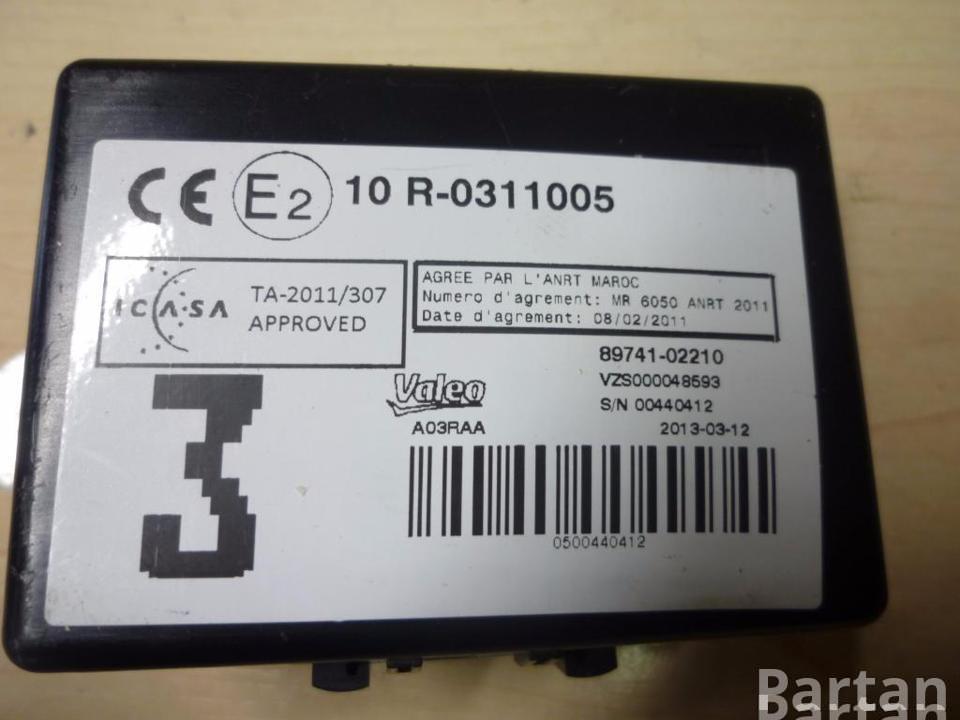 CE E2 10 R-0311005
ICASA
TA-2011/307
APPROVED
AGREE PAR L'ANRT MAROC
Numero d'agrement: MR 6050 ANRT 2011
Date d'agrement: 08/02/2011
3
Valeo
A03RAA
89741-02210
VZS000048593
S/N 00440412
2013-03-12
0500440412
Bartan
Bartan